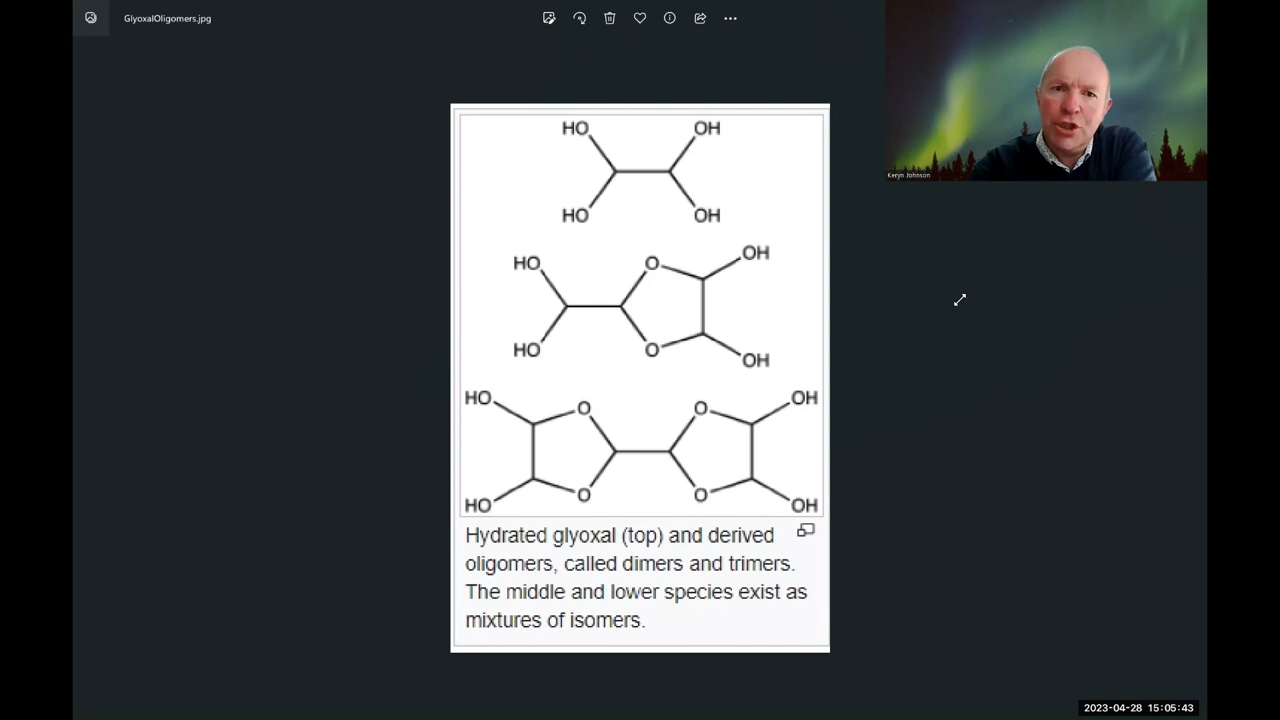 GlyoxalOligomers.jpg
Keryn Johnson
HO OH
HO OH
HO O OH
HO O OH
HO O O OH
HO O O OH
Hydrated glyoxal (top) and derived
oligomers, called dimers and trimers.
The middle and lower species exist as
mixtures of isomers.
2023-04-28 15:05:43